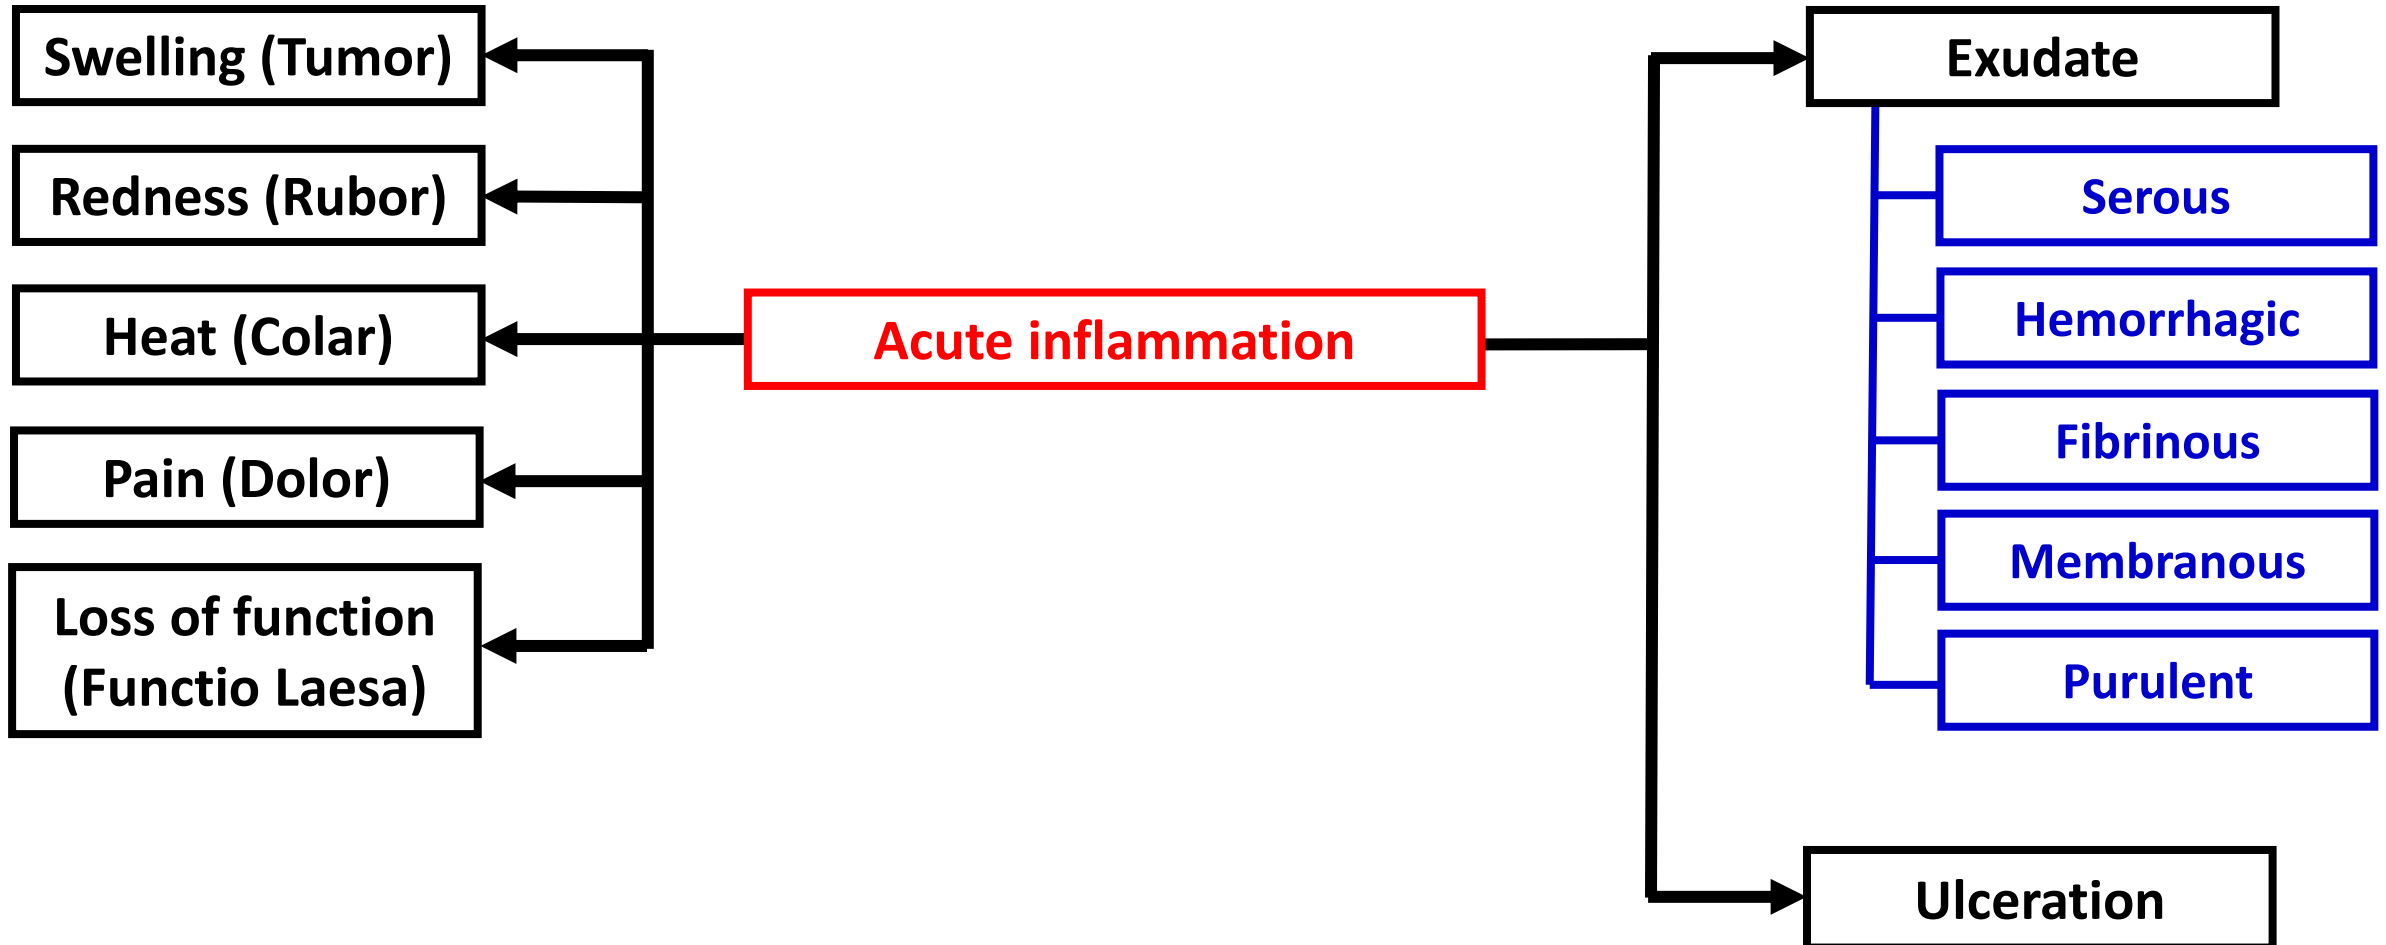 Swelling (Tumor)
Redness (Rubor)
Heat (Colar)
Pain (Dolor)
Loss of function
(Functio Laesa)
Acute inflammation
Exudate
Serous
Hemorrhagic
Fibrinous
Membranous
Purulent
Ulceration